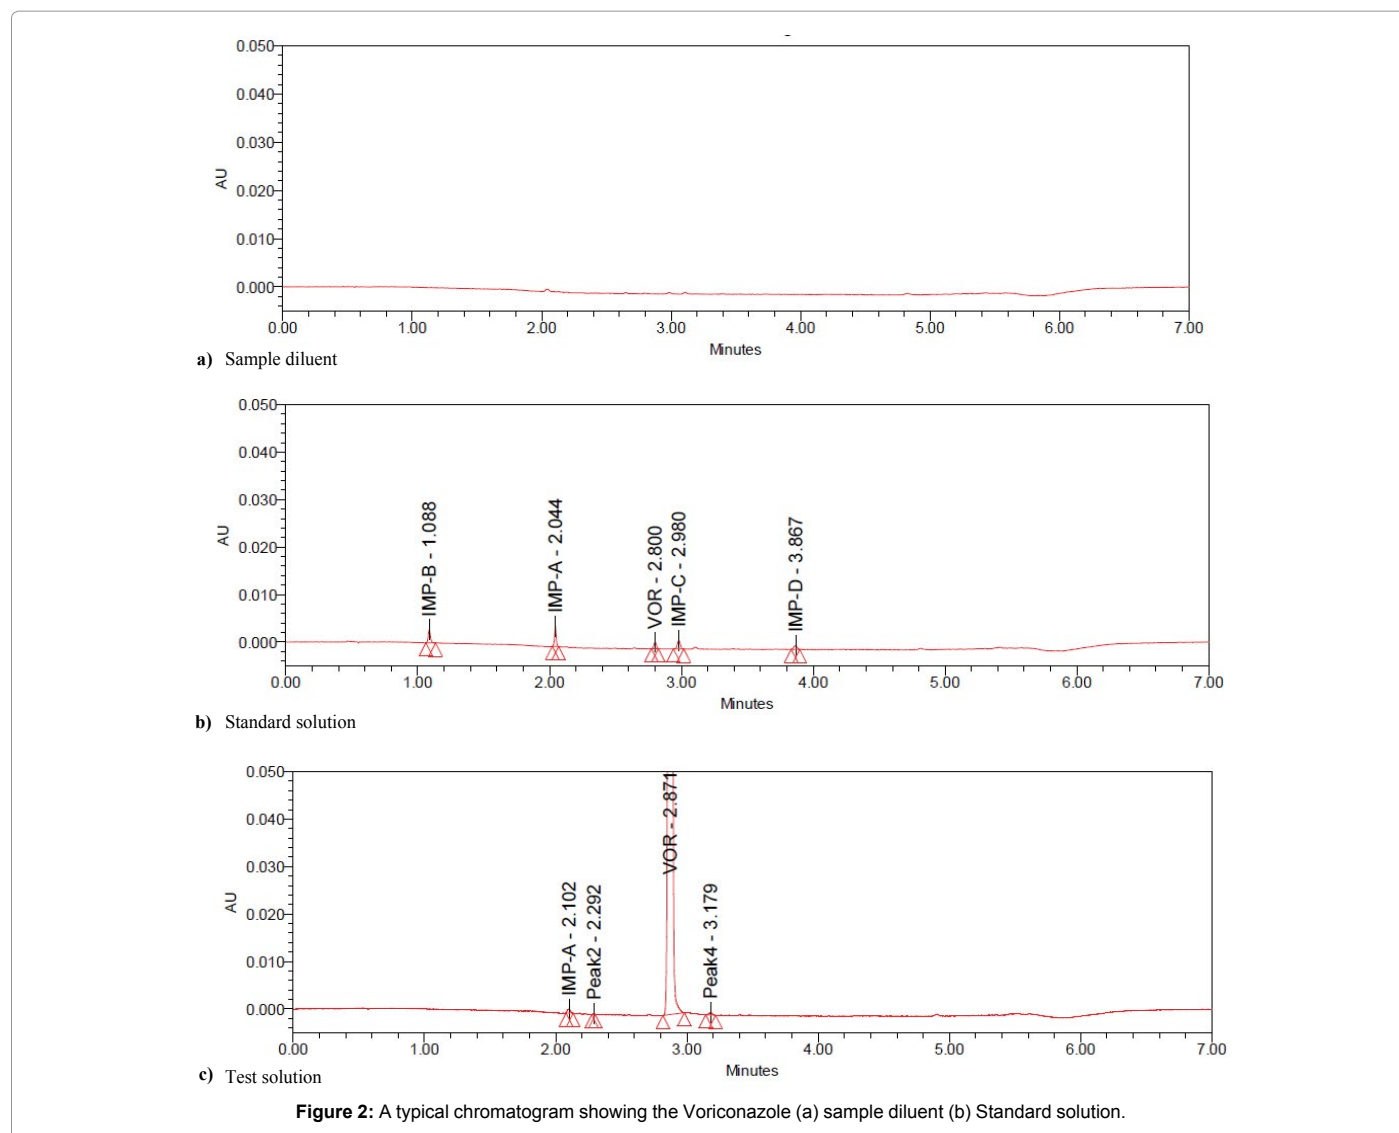 0.050
0.040
0.030
0.020
0.010
0.000
AU
0.00 1.00 2.00 3.00 4.00 5.00 6.00 7.00
Minutes
a) Sample diluent
0.050
0.040
0.030
0.020
0.010
0.000
AU
IMP-B - 1.088
IMP-A - 2.044
VOR - 2.800
IMP-C - 2.980
IMP-D - 3.867
0.00 1.00 2.00 3.00 4.00 5.00 6.00 7.00
Minutes
b) Standard solution
0.050
0.040
0.030
0.020
0.010
0.000
AU
IMP-A - 2.102
Peak2 - 2.292
VOR - 2.871
Peak4 - 3.179
0.00 1.00 2.00 3.00 4.00 5.00 6.00 7.00
Minutes
c) Test solution
Figure 2: A typical chromatogram showing the Voriconazole (a) sample diluent (b) Standard solution.